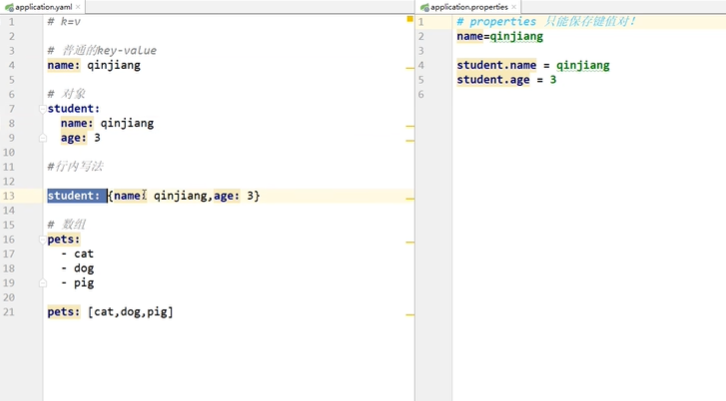 application.yaml
1 # k=v
2
3 # 普通的key-value
4 name: qinjiang
5
6 # 对象
7 student:
8 name: qinjiang
9 age: 3
10
11 #行内写法
12
13 student: {name: qinjiang,age: 3}
14
15 # 数组
16 pets:
17 - cat
18 - dog
19 - pig
20
21 pets: [cat,dog,pig]
application.properties
1 # properties 只能保存键值对！
2 name=qinjiang
3
4 student.name = qinjiang
5 student.age = 3
6